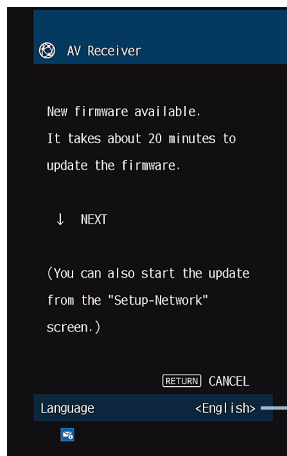 AV Receiver
New firmware available.
It takes about 20 minutes to
update the firmware.
↓ NEXT
(You can also start the update
from the "Setup-Network"
screen.)
RETURN CANCEL
Language <English>